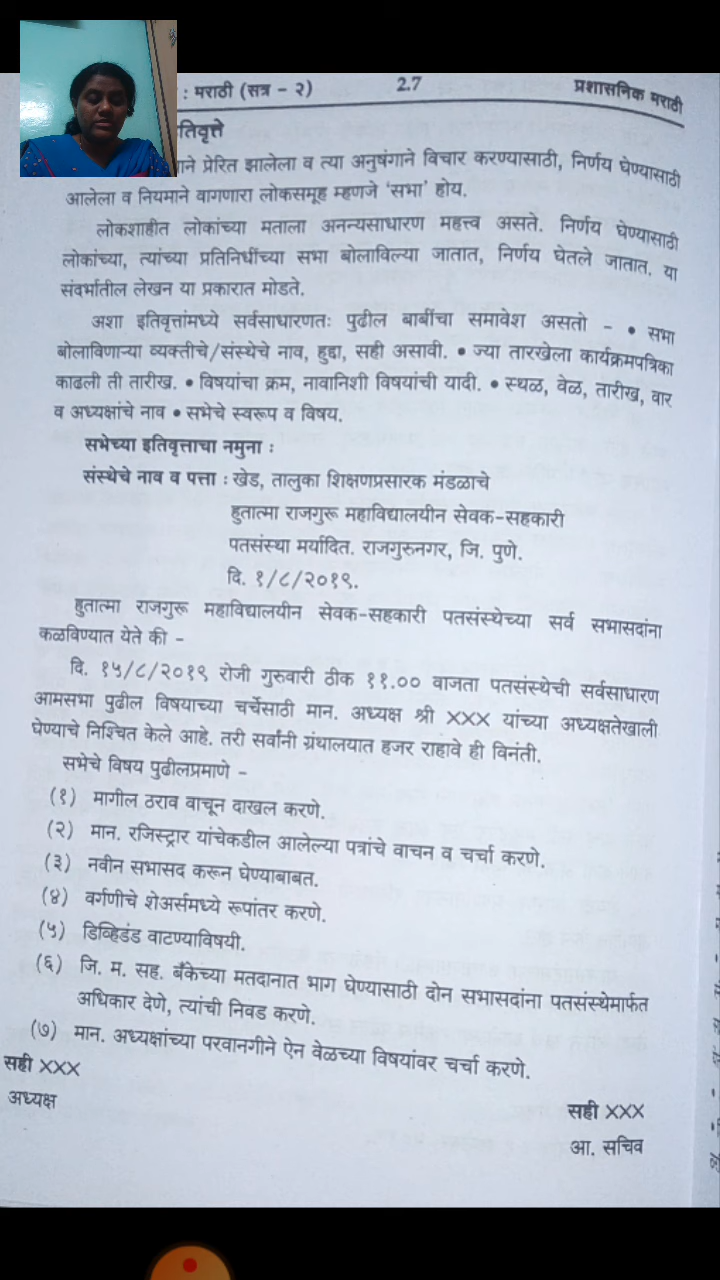 : मराठी (सत्र - २) 2.7 प्रशासनिक मराठी
तिवृत्ते
ाने प्रेरित झालेला व त्या अनुषंगाने विचार करण्यासाठी, निर्णय घेण्यासाठी
आलेला व नियमाने वागणारा लोकसमूह म्हणजे ‘सभा’ होय.
लोकशाहीत लोकांच्या मताला अनन्यसाधारण महत्त्व असते. निर्णय घेण्यासाठी
लोकांच्या, त्यांच्या प्रतिनिधींच्या सभा बोलाविल्या जातात, निर्णय घेतले जातात. या
संदर्भातील लेखन या प्रकारात मोडते.
अशा इतिवृत्तांमध्ये सर्वसाधारणतः पुढील बाबींचा समावेश असतो - • सभा
बोलाविणाऱ्या व्यक्तीचे/संस्थेचे नाव, हुद्दा, सही असावी. • ज्या तारखेला कार्यक्रमपत्रिका
काढली ती तारीख. • विषयांचा क्रम, नावानिशी विषयांची यादी. • स्थळ, वेळ, तारीख, वार
व अध्यक्षांचे नाव • सभेचे स्वरूप व विषय.
सभेच्या इतिवृत्ताचा नमुना :
संस्थेचे नाव व पत्ता : खेड, तालुका शिक्षणप्रसारक मंडळाचे
हुतात्मा राजगुरू महाविद्यालयीन सेवक-सहकारी
पतसंस्था मर्यादित. राजगुरुनगर, जि. पुणे.
दि. १/८/२०१९.
हुतात्मा राजगुरू महाविद्यालयीन सेवक-सहकारी पतसंस्थेच्या सर्व सभासदांना
कळविण्यात येते की -
दि. १५/८/२०१९ रोजी गुरुवारी ठीक ११.०० वाजता पतसंस्थेची सर्वसाधारण
आमसभा पुढील विषयाच्या चर्चेसाठी मान. अध्यक्ष श्री XXX यांच्या अध्यक्षतेखाली
घेण्याचे निश्चित केले आहे. तरी सर्वांनी ग्रंथालयात हजर राहावे ही विनंती.
सभेचे विषय पुढीलप्रमाणे -
(१) मागील ठराव वाचून दाखल करणे.
(२) मान. रजिस्ट्रार यांचेकडील आलेल्या पत्रांचे वाचन व चर्चा करणे.
(३) नवीन सभासद करून घेण्याबाबत.
(४) वर्गणीचे शेअर्समध्ये रूपांतर करणे.
(५) डिव्हिडंड वाटण्याविषयी.
(६) जि. म. सह. बँकेच्या मतदानात भाग घेण्यासाठी दोन सभासदांना पतसंस्थेमार्फत
अधिकार देणे, त्यांची निवड करणे.
(७) मान. अध्यक्षांच्या परवानगीने ऐन वेळच्या विषयांवर चर्चा करणे.
सही XXX
अध्यक्ष
सही XXX
आ. सचिव